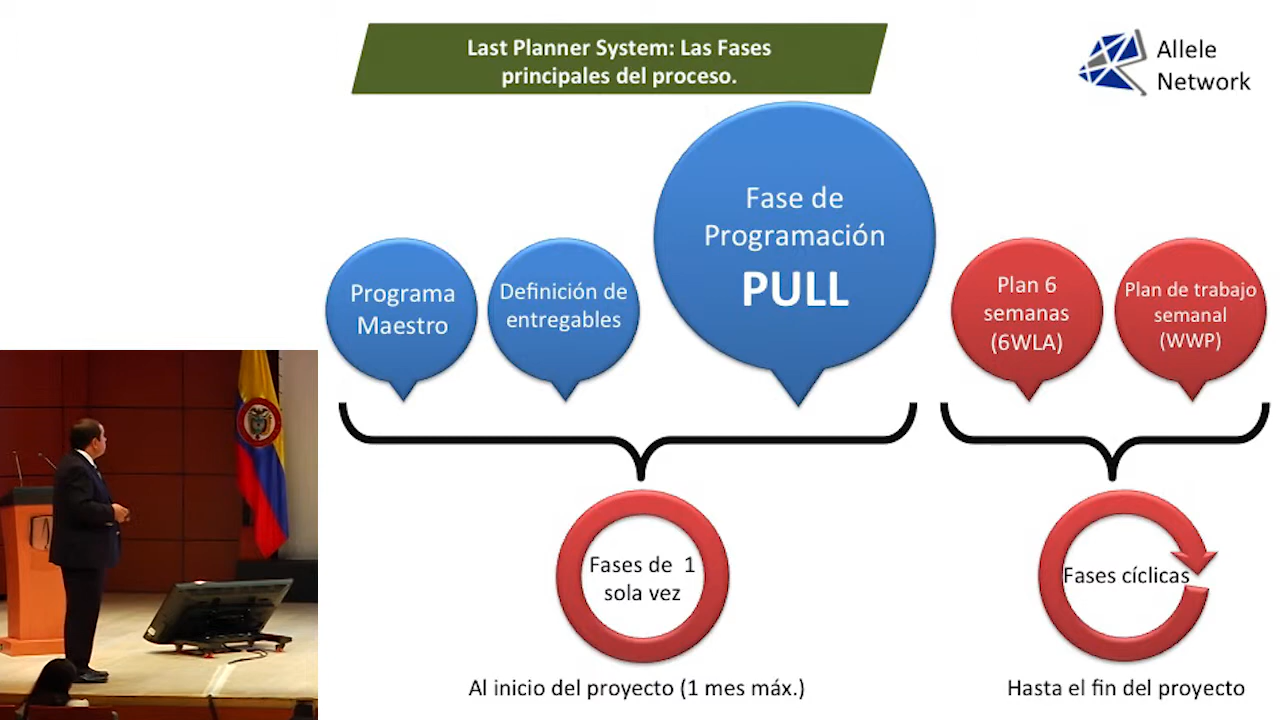 Last Planner System: Las Fases
principales del proceso.
Allele
Network
Programa
Maestro
Definición de
entregables
Fase de
Programación
PULL
Plan 6
semanas
(6WLA)
Plan de trabajo
semanal
(WWP)
Fases de 1
sola vez
Fases cíclicas
Al inicio del proyecto (1 mes máx.)
Hasta el fin del proyecto